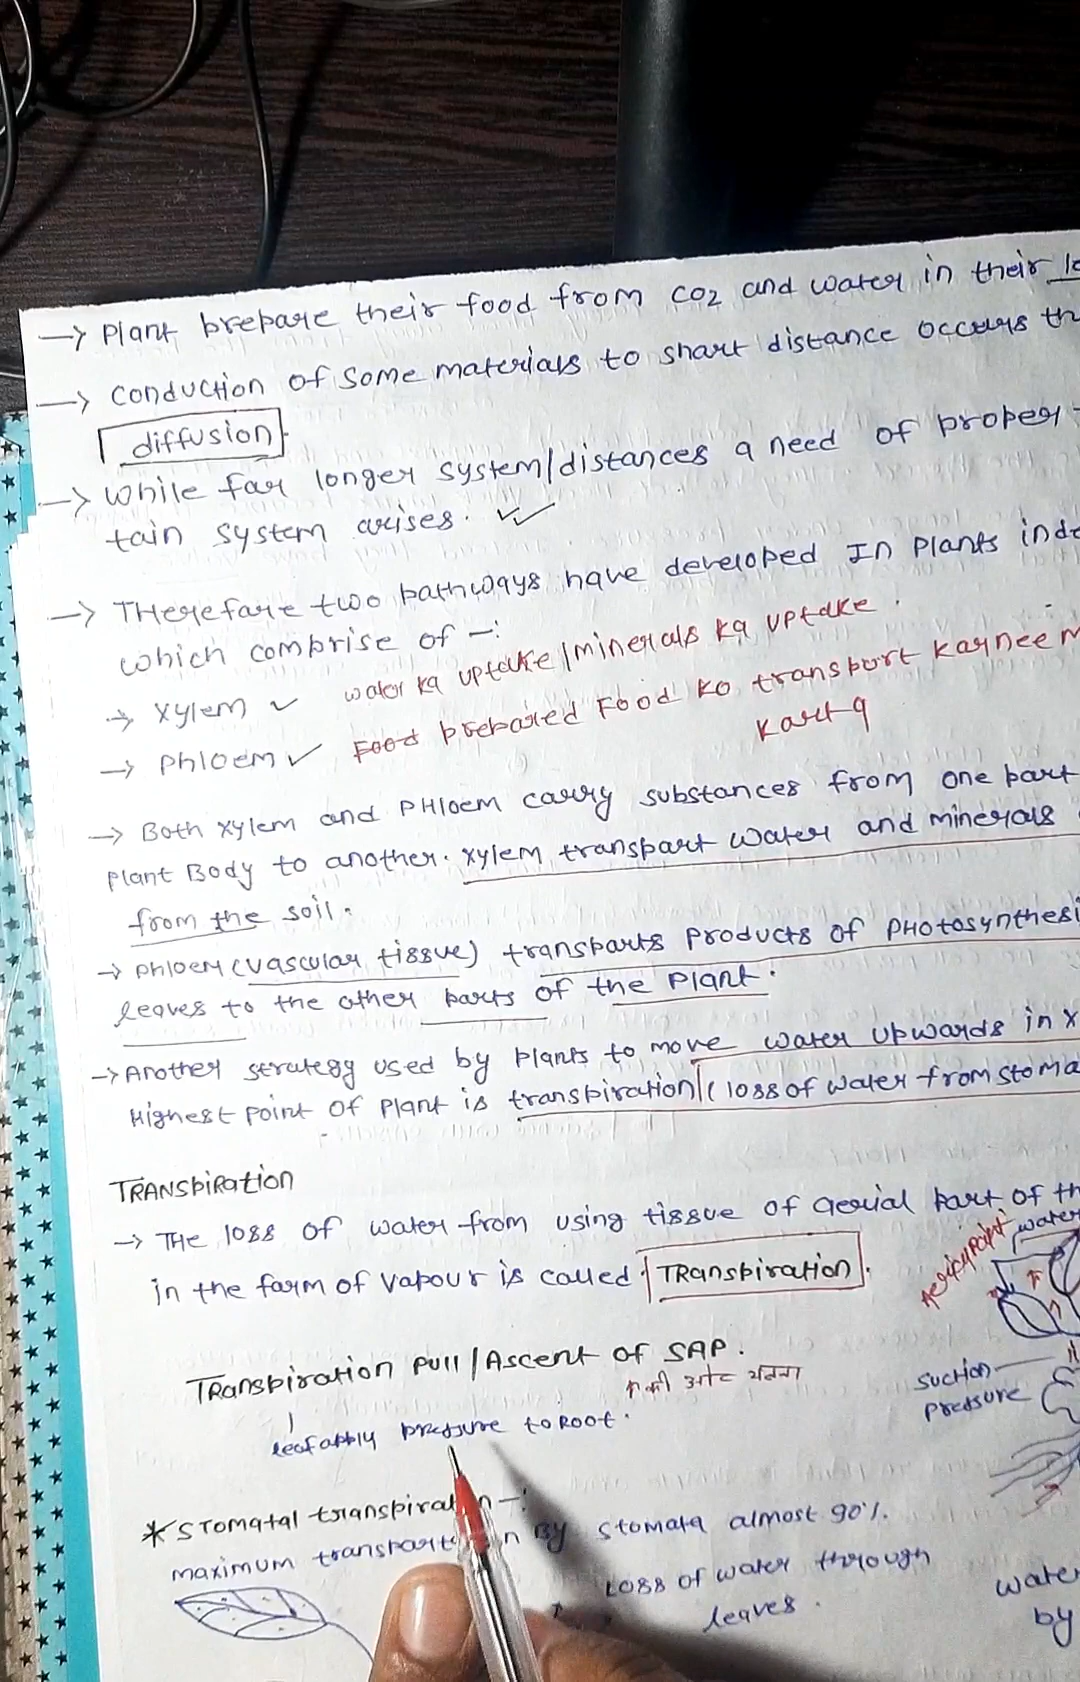 → Plant prepare their food from CO2 and water in their le
→ conduction of some materials to short distance occurs th
diffusion
→ while for longer system/distances a need of proper
tain system arises.
→ Therefore two pathways have developed In Plants inde
which comprise of -:
→ xylem ✓ water ka uptake/minerals ka uptake.
→ Phloem ✓ Food prepared Food ko transport karnee m
karta
→ Both xylem and PHloem carry substances from one part
Plant Body to another. xylem transport water and minerals
from the soil.
→ Phloem (vascular tissue) transports Products of PHotosynthesi
leaves to the other parts of the Plant.
→ Another strategy used by Plants to move water upwards in x
Highest Point of Plant is transpiration/(loss of water from stoma
TRANSpiRation
→ THe loss of water from using tissue of aerial part of th
in the form of vapour is called TRanspiration.
water
suction
pressure
TRanspiration Pull/Ascent of SAP.
की ओर
leaf apply pressure to Root.
*STomatal transpirat n-:
maximum transport n By stomata almost 90%.
Loss of water through
leaves.
wate
by